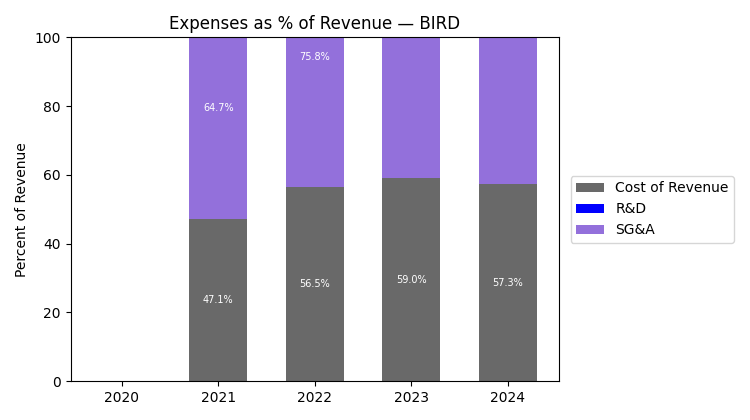 Expenses as % of Revenue — BIRD
Percent of Revenue
100
80
60
40
20
0
75.8%
64.7%
47.1%
56.5%
59.0%
57.3%
2020 2021 2022 2023 2024
Cost of Revenue
R&D
SG&A